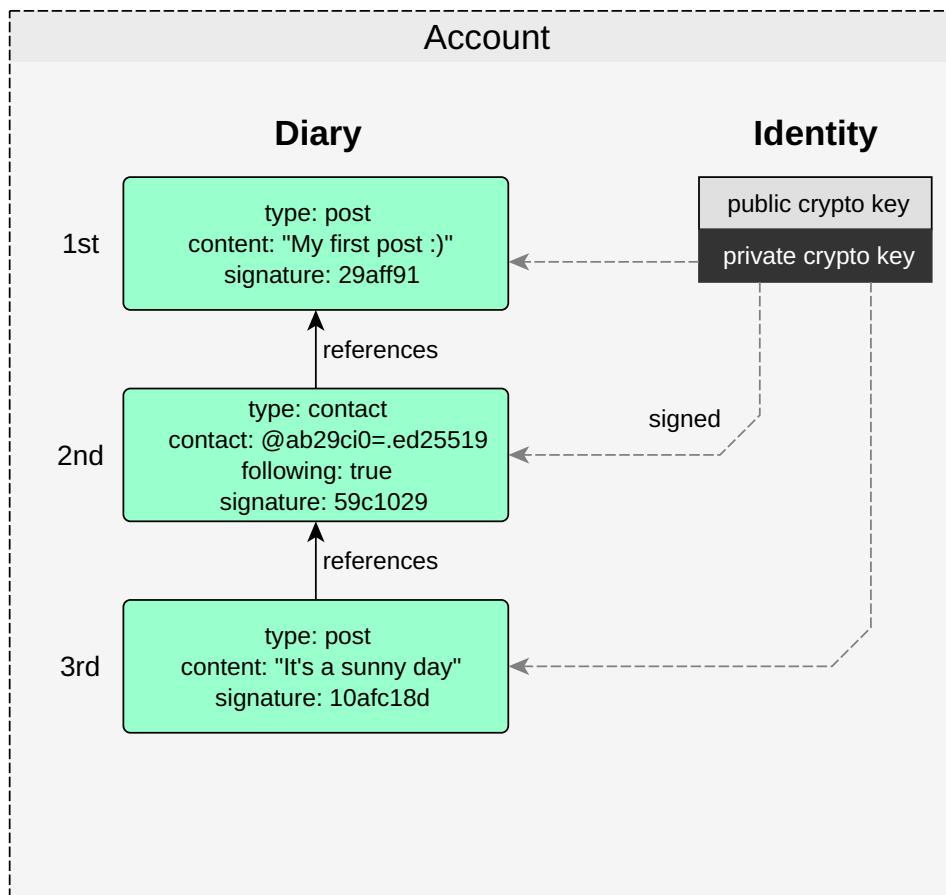 Account
Diary
Identity
1st
type: post
content: "My first post :)"
signature: 29aff91
public crypto key
private crypto key
references
2nd
type: contact
contact: @ab29ci0=.ed25519
following: true
signature: 59c1029
signed
references
3rd
type: post
content: "It's a sunny day"
signature: 10afc18d